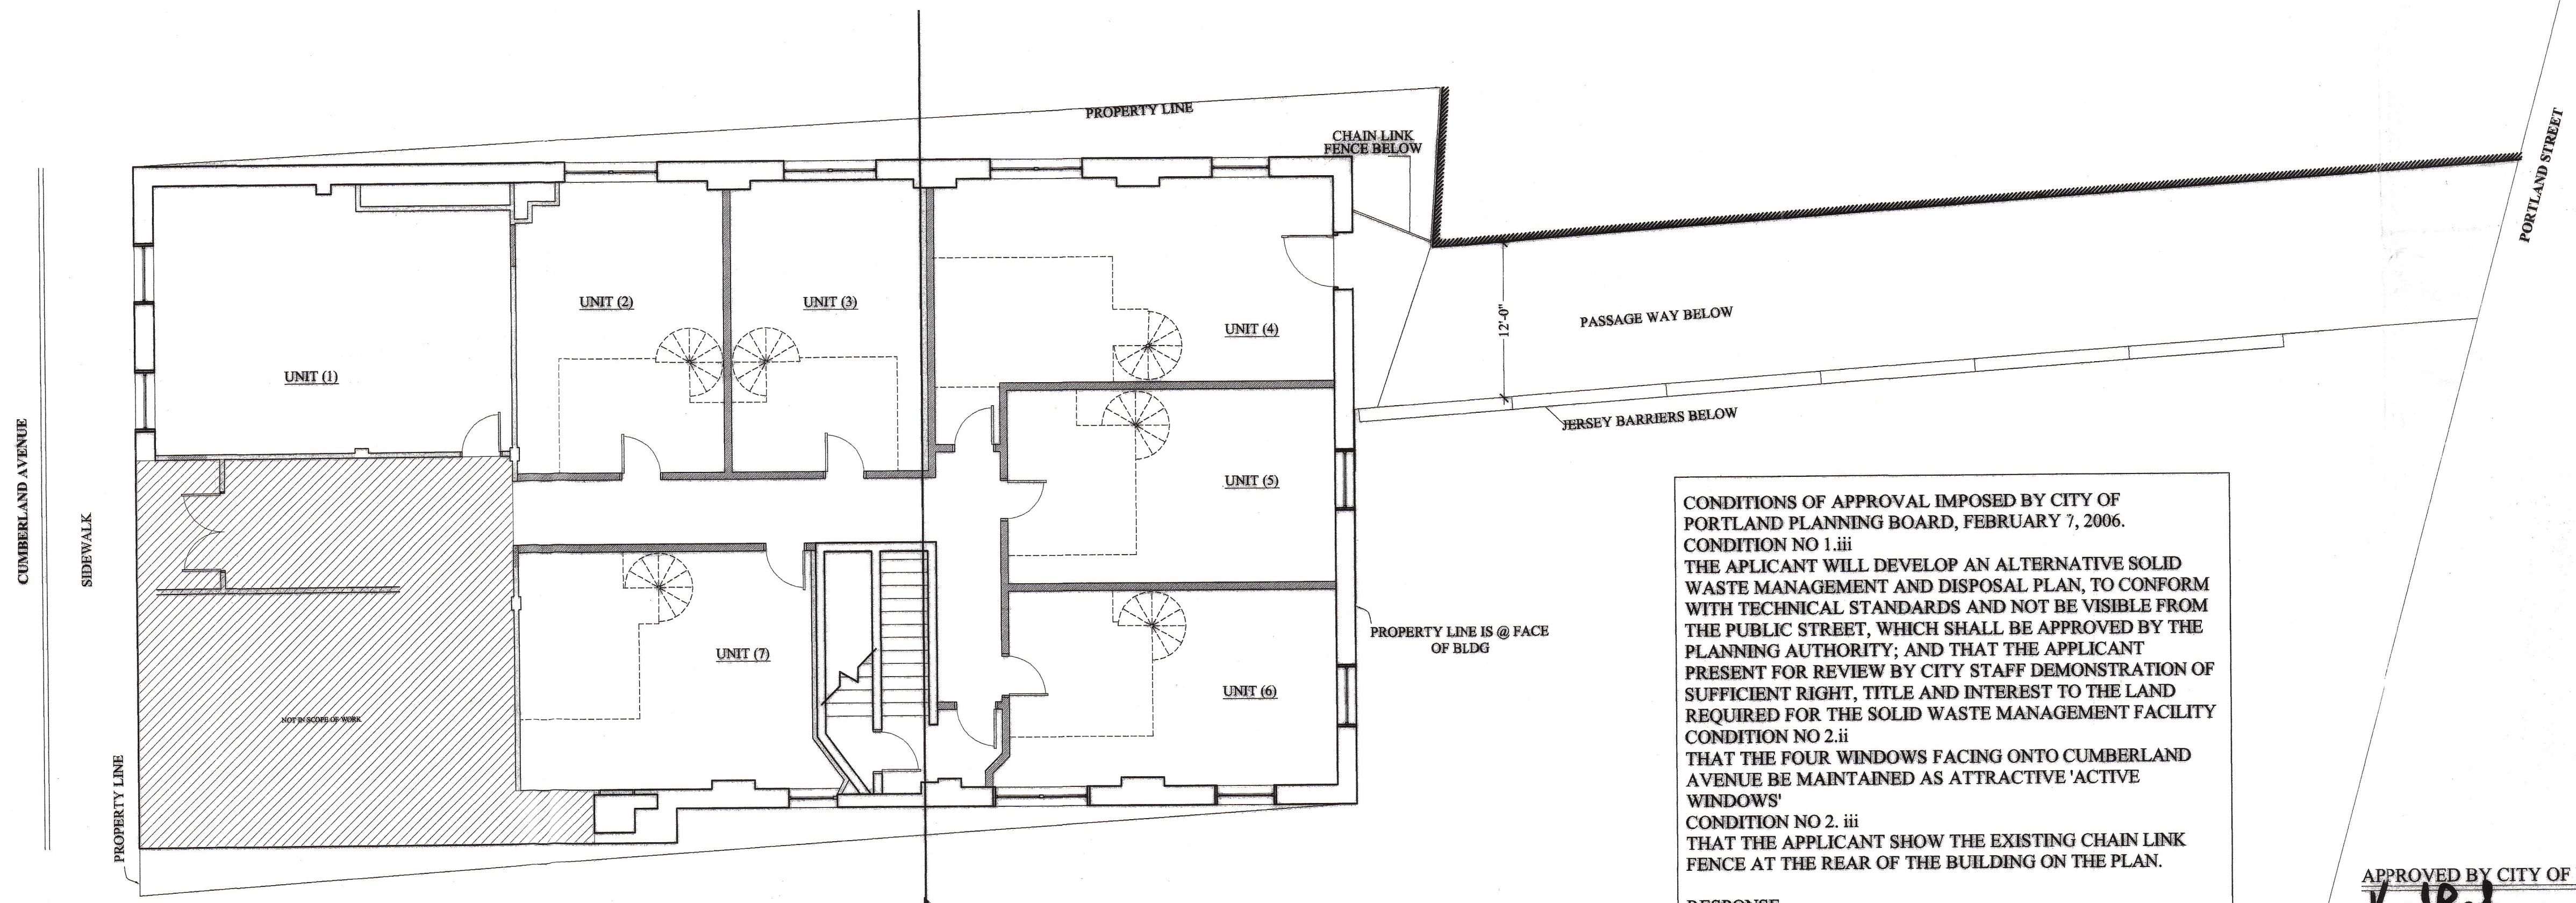 PROPERTY LINE
CHAIN LINK
FENCE BELOW
PORTLAND STREET
UNIT (2)
UNIT (3)
UNIT (4)
12'-0"
PASSAGE WAY BELOW
UNIT (1)
JERSEY BARRIERS BELOW
CUMBERLAND AVENUE
SIDEWALK
UNIT (5)
PROPERTY LINE IS @ FACE
OF BLDG
UNIT (7)
UNIT (6)
NOT IN SCOPE OF WORK
PROPERTY LINE
CONDITIONS OF APPROVAL IMPOSED BY CITY OF
PORTLAND PLANNING BOARD, FEBRUARY 7, 2006.
CONDITION NO 1.iii
THE APLICANT WILL DEVELOP AN ALTERNATIVE SOLID
WASTE MANAGEMENT AND DISPOSAL PLAN, TO CONFORM
WITH TECHNICAL STANDARDS AND NOT BE VISIBLE FROM
THE PUBLIC STREET, WHICH SHALL BE APPROVED BY THE
PLANNING AUTHORITY; AND THAT THE APPLICANT
PRESENT FOR REVIEW BY CITY STAFF DEMONSTRATION OF
SUFFICIENT RIGHT, TITLE AND INTEREST TO THE LAND
REQUIRED FOR THE SOLID WASTE MANAGEMENT FACILITY
CONDITION NO 2.ii
THAT THE FOUR WINDOWS FACING ONTO CUMBERLAND
AVENUE BE MAINTAINED AS ATTRACTIVE 'ACTIVE
WINDOWS'
CONDITION NO 2. iii
THAT THE APPLICANT SHOW THE EXISTING CHAIN LINK
FENCE AT THE REAR OF THE BUILDING ON THE PLAN.
RESPONSE
APPROVED BY CITY OF